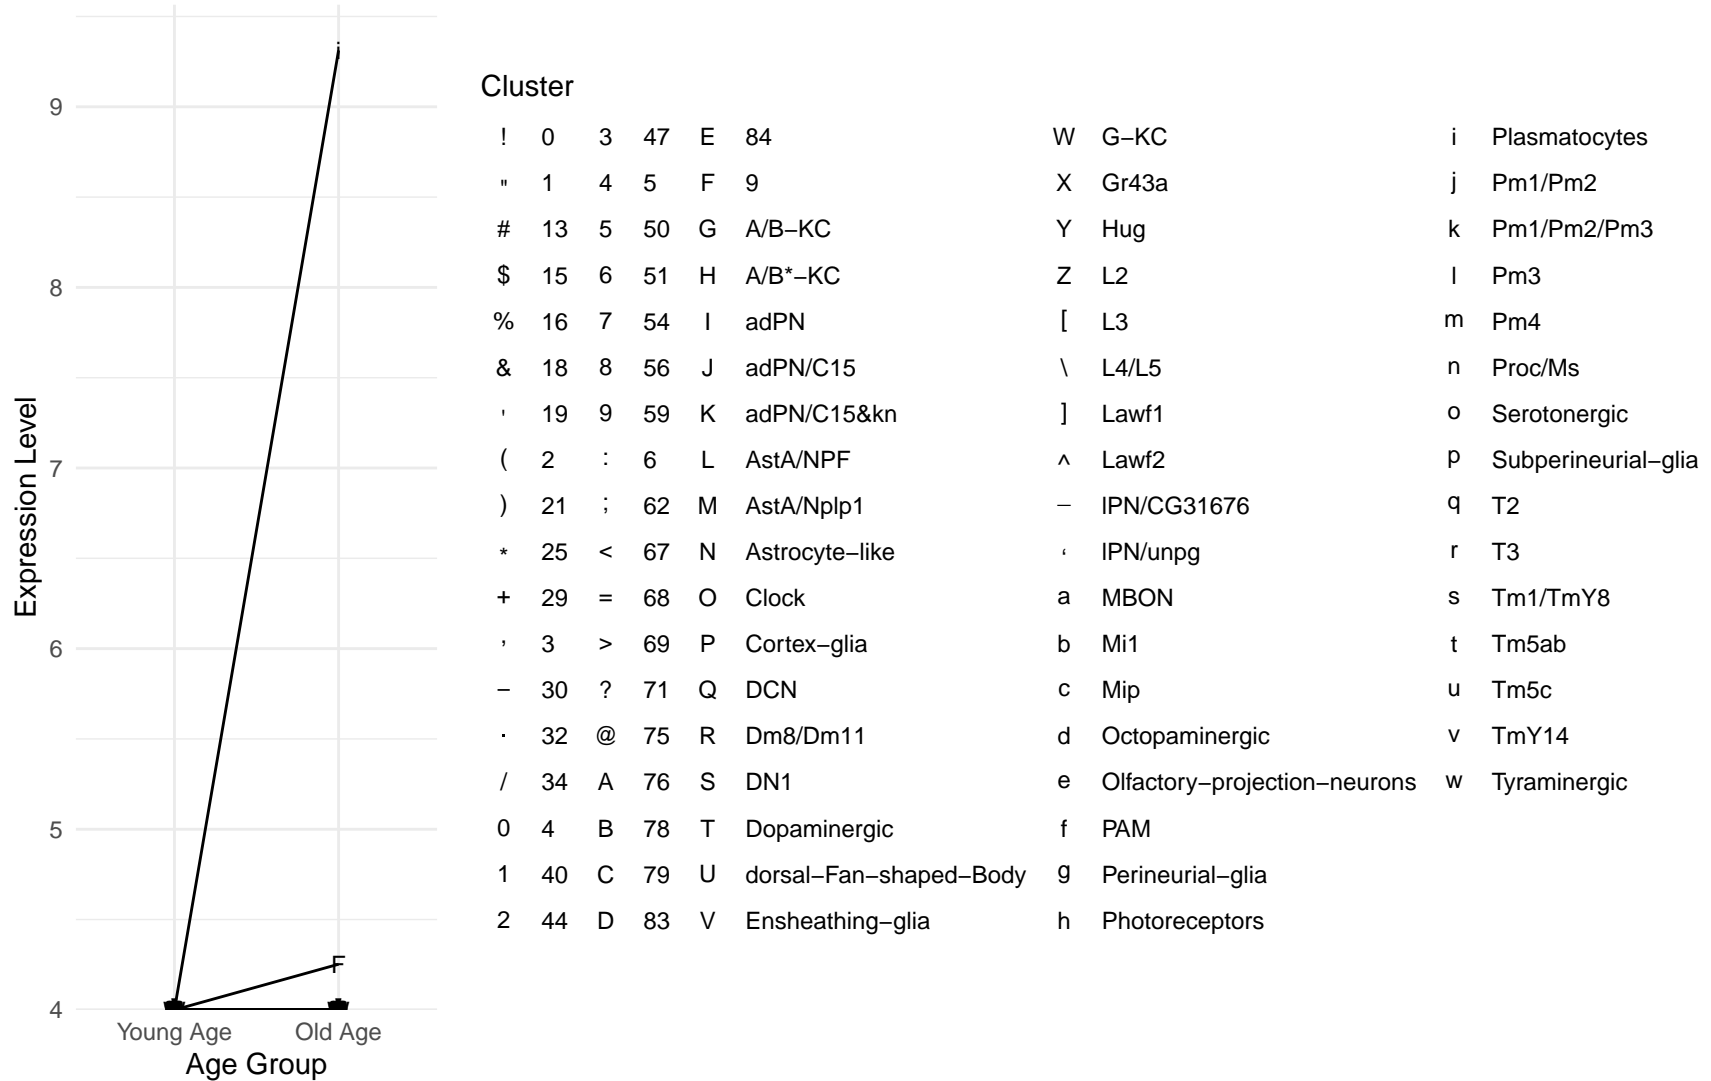 Cluster
! 0 3 47 E 84 W G−KC i Plasmatocytes
" 1 4 5 F 9 X Gr43a j Pm1/Pm2
# 13 5 50 G A/B−KC Y Hug k Pm1/Pm2/Pm3
$ 15 6 51 H A/B*−KC Z L2 l Pm3
% 16 7 54 I adPN [ L3 m Pm4
& 18 8 56 J adPN/C15 \ L4/L5 n Proc/Ms
' 19 9 59 K adPN/C15&kn ] Lawf1 o Serotonergic
( 2 : 6 L AstA/NPF ^ Lawf2 p Subperineurial−glia
) 21 ; 62 M AstA/Nplp1 _ lPN/CG31676 q T2
* 25 < 67 N Astrocyte−like ‘ lPN/unpg r T3
+ 29 = 68 O Clock a MBON s Tm1/TmY8
, 3 > 69 P Cortex−glia b Mi1 t Tm5ab
− 30 ? 71 Q DCN c Mip u Tm5c
. 32 @ 75 R Dm8/Dm11 d Octopaminergic v TmY14
/ 34 A 76 S DN1 e Olfactory−projection−neurons w Tyraminergic
0 4 B 78 T Dopaminergic f PAM
1 40 C 79 U dorsal−Fan−shaped−Body g Perineurial−glia
2 44 D 83 V Ensheathing−glia h Photoreceptors
i
F
9
8
7
6
5
4
Expression Level
Young Age Old Age
Age Group